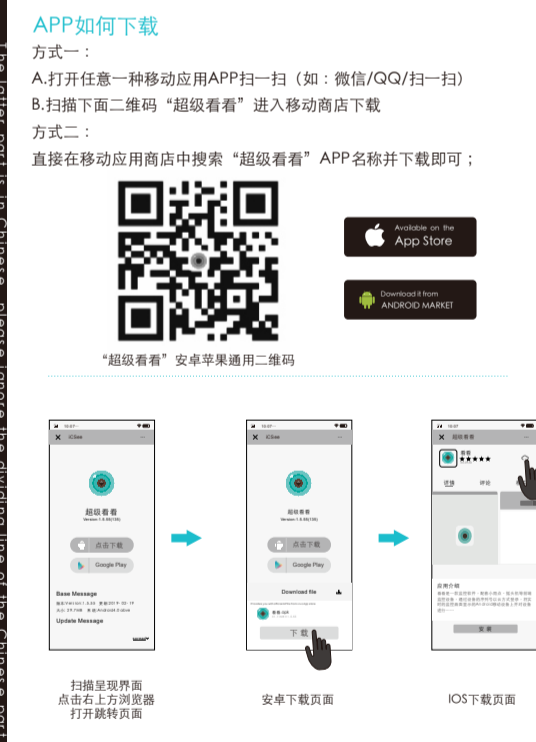 APP如何下载
方式一：
A.打开任意一种移动应用APP扫一扫（如：微信/QQ/扫一扫）
B.扫描下面二维码“超级看看”进入移动商店下载
方式二：
直接在移动应用商店中搜索“超级看看”APP名称并下载即可；
Available on the
App Store
Download it from
ANDROID MARKET
“超级看看”安卓苹果通用二维码
iCSee
超级看看
点击下载
Google Play
Base Message
Update Message
扫描呈现界面
点击右上方浏览器
打开跳转页面
iCSee
超级看看
点击下载
Google Play
Download file
下载
安卓下载页面
超级看看
看看
详情
评论
应用介绍
安装
IOS下载页面
The latter part is in Chinese, please ignore the dividing line of the Chinese part